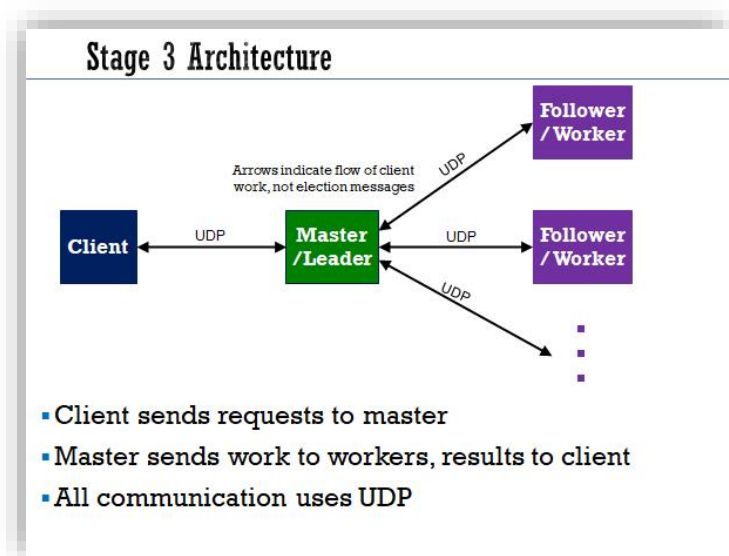 Stage 3 Architecture
Follower
/Worker
Arrows indicate flow of client
work, not election messages
UDP
Client
UDP
Master
/Leader
UDP
Follower
/Worker
UDP
▪Client sends requests to master
▪Master sends work to workers, results to client
▪All communication uses UDP